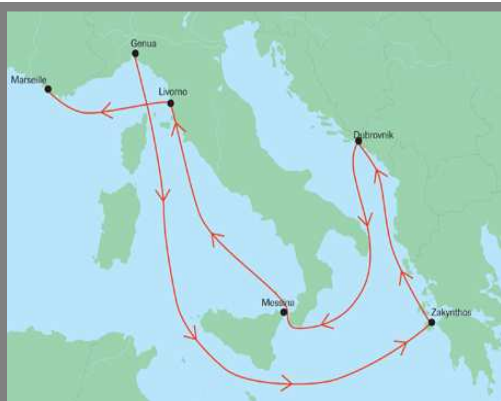 Genua
Marseille
Livorno
Dubrovnik
Messina
Zakynthos